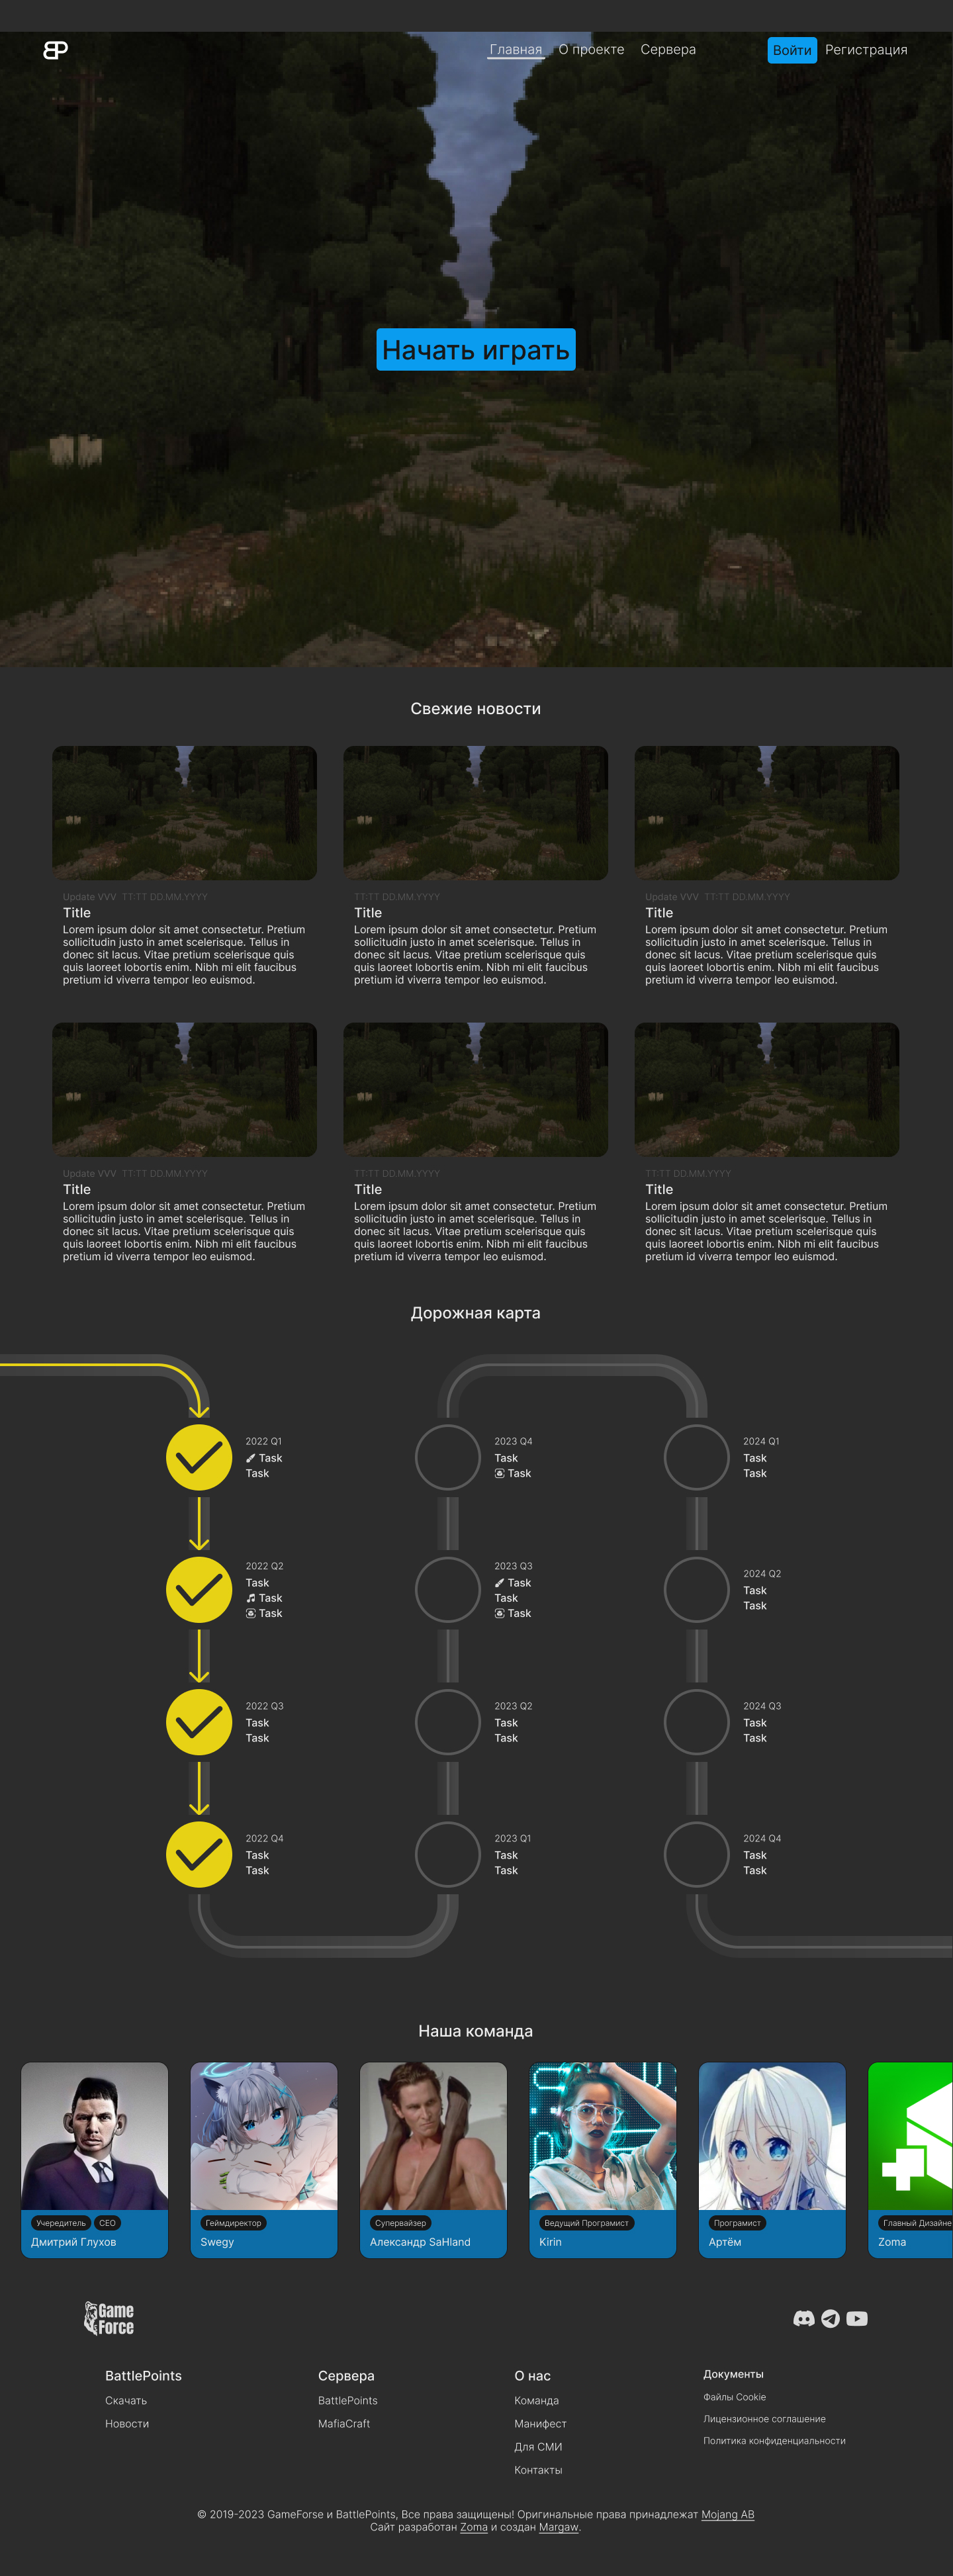 BP
Главная О проекте Сервера Войти Регистрация
Начать играть
Свежие новости
Update VVV TT:TT DD.MM.YYYY
Title
Lorem ipsum dolor sit amet consectetur. Pretium
sollicitudin justo in amet scelerisque. Tellus in
donec sit lacus. Vitae pretium scelerisque quis
quis laoreet lobortis enim. Nibh mi elit faucibus
pretium id viverra tempor leo euismod.
TT:TT DD.MM.YYYY
Title
Lorem ipsum dolor sit amet consectetur. Pretium
sollicitudin justo in amet scelerisque. Tellus in
donec sit lacus. Vitae pretium scelerisque quis
quis laoreet lobortis enim. Nibh mi elit faucibus
pretium id viverra tempor leo euismod.
Update VVV TT:TT DD.MM.YYYY
Title
Lorem ipsum dolor sit amet consectetur. Pretium
sollicitudin justo in amet scelerisque. Tellus in
donec sit lacus. Vitae pretium scelerisque quis
quis laoreet lobortis enim. Nibh mi elit faucibus
pretium id viverra tempor leo euismod.
Update VVV TT:TT DD.MM.YYYY
Title
Lorem ipsum dolor sit amet consectetur. Pretium
sollicitudin justo in amet scelerisque. Tellus in
donec sit lacus. Vitae pretium scelerisque quis
quis laoreet lobortis enim. Nibh mi elit faucibus
pretium id viverra tempor leo euismod.
TT:TT DD.MM.YYYY
Title
Lorem ipsum dolor sit amet consectetur. Pretium
sollicitudin justo in amet scelerisque. Tellus in
donec sit lacus. Vitae pretium scelerisque quis
quis laoreet lobortis enim. Nibh mi elit faucibus
pretium id viverra tempor leo euismod.
TT:TT DD.MM.YYYY
Title
Lorem ipsum dolor sit amet consectetur. Pretium
sollicitudin justo in amet scelerisque. Tellus in
donec sit lacus. Vitae pretium scelerisque quis
quis laoreet lobortis enim. Nibh mi elit faucibus
pretium id viverra tempor leo euismod.
Дорожная карта
2022 Q1
Task
Task
2022 Q2
Task
Task
Task
2022 Q3
Task
Task
2022 Q4
Task
Task
2023 Q4
Task
Task
2023 Q3
Task
Task
Task
2023 Q2
Task
Task
2023 Q1
Task
Task
2024 Q1
Task
Task
2024 Q2
Task
Task
2024 Q3
Task
Task
2024 Q4
Task
Task
Наша команда
Учередитель CEO
Дмитрий Глухов
Геймдиректор
Swegy
Супервайзер
Александр SaHland
Ведущий Програмист
Kirin
Програмист
Артём
Главный Дизайне
Zoma
Game
Force
BattlePoints
Скачать
Новости
Сервера
BattlePoints
MafiaCraft
О нас
Команда
Манифест
Для СМИ
Контакты
Документы
Файлы Cookie
Лицензионное соглашение
Политика конфиденциальности
© 2019-2023 GameForse и BattlePoints, Все права защищены! Оригинальные права принадлежат Mojang AB
Сайт разработан Zoma и создан Margaw.